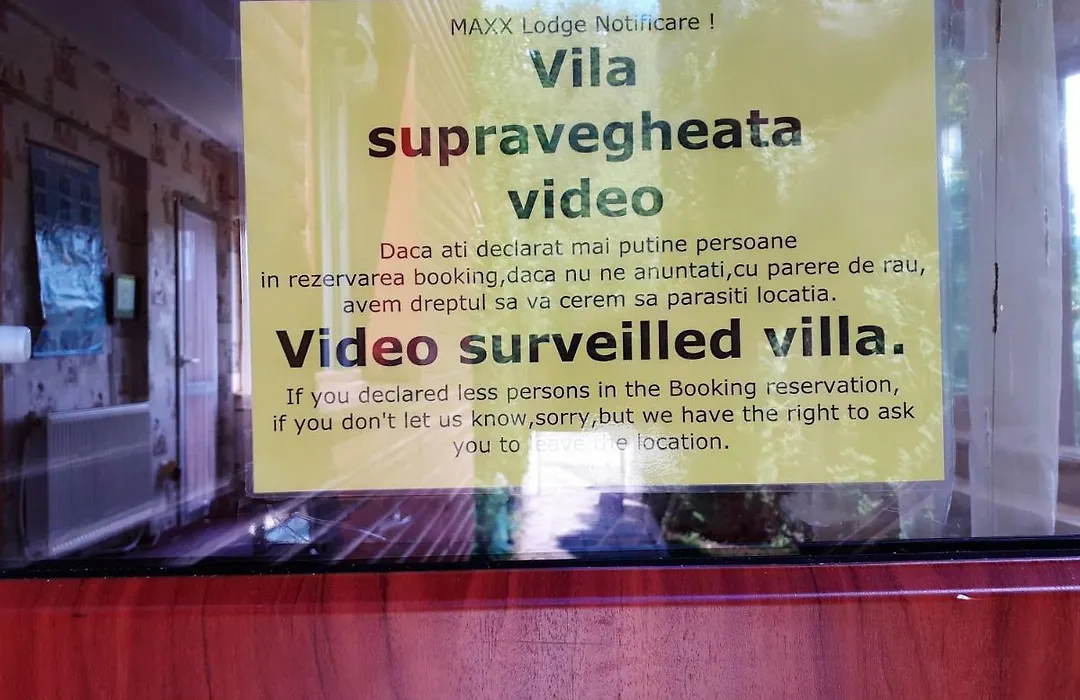 MAXX Lodge Notificare !
Vila
supravegheata
video
Daca ati declarat mai putine persoane
in rezervarea booking,daca nu ne anuntati,cu parere de rau,
avem dreptul sa va cerem sa parasiti locatia.
Video surveilled villa.
If you declared less persons in the Booking reservation,
if you don't let us know,sorry,but we have the right to ask
you to leave the location.